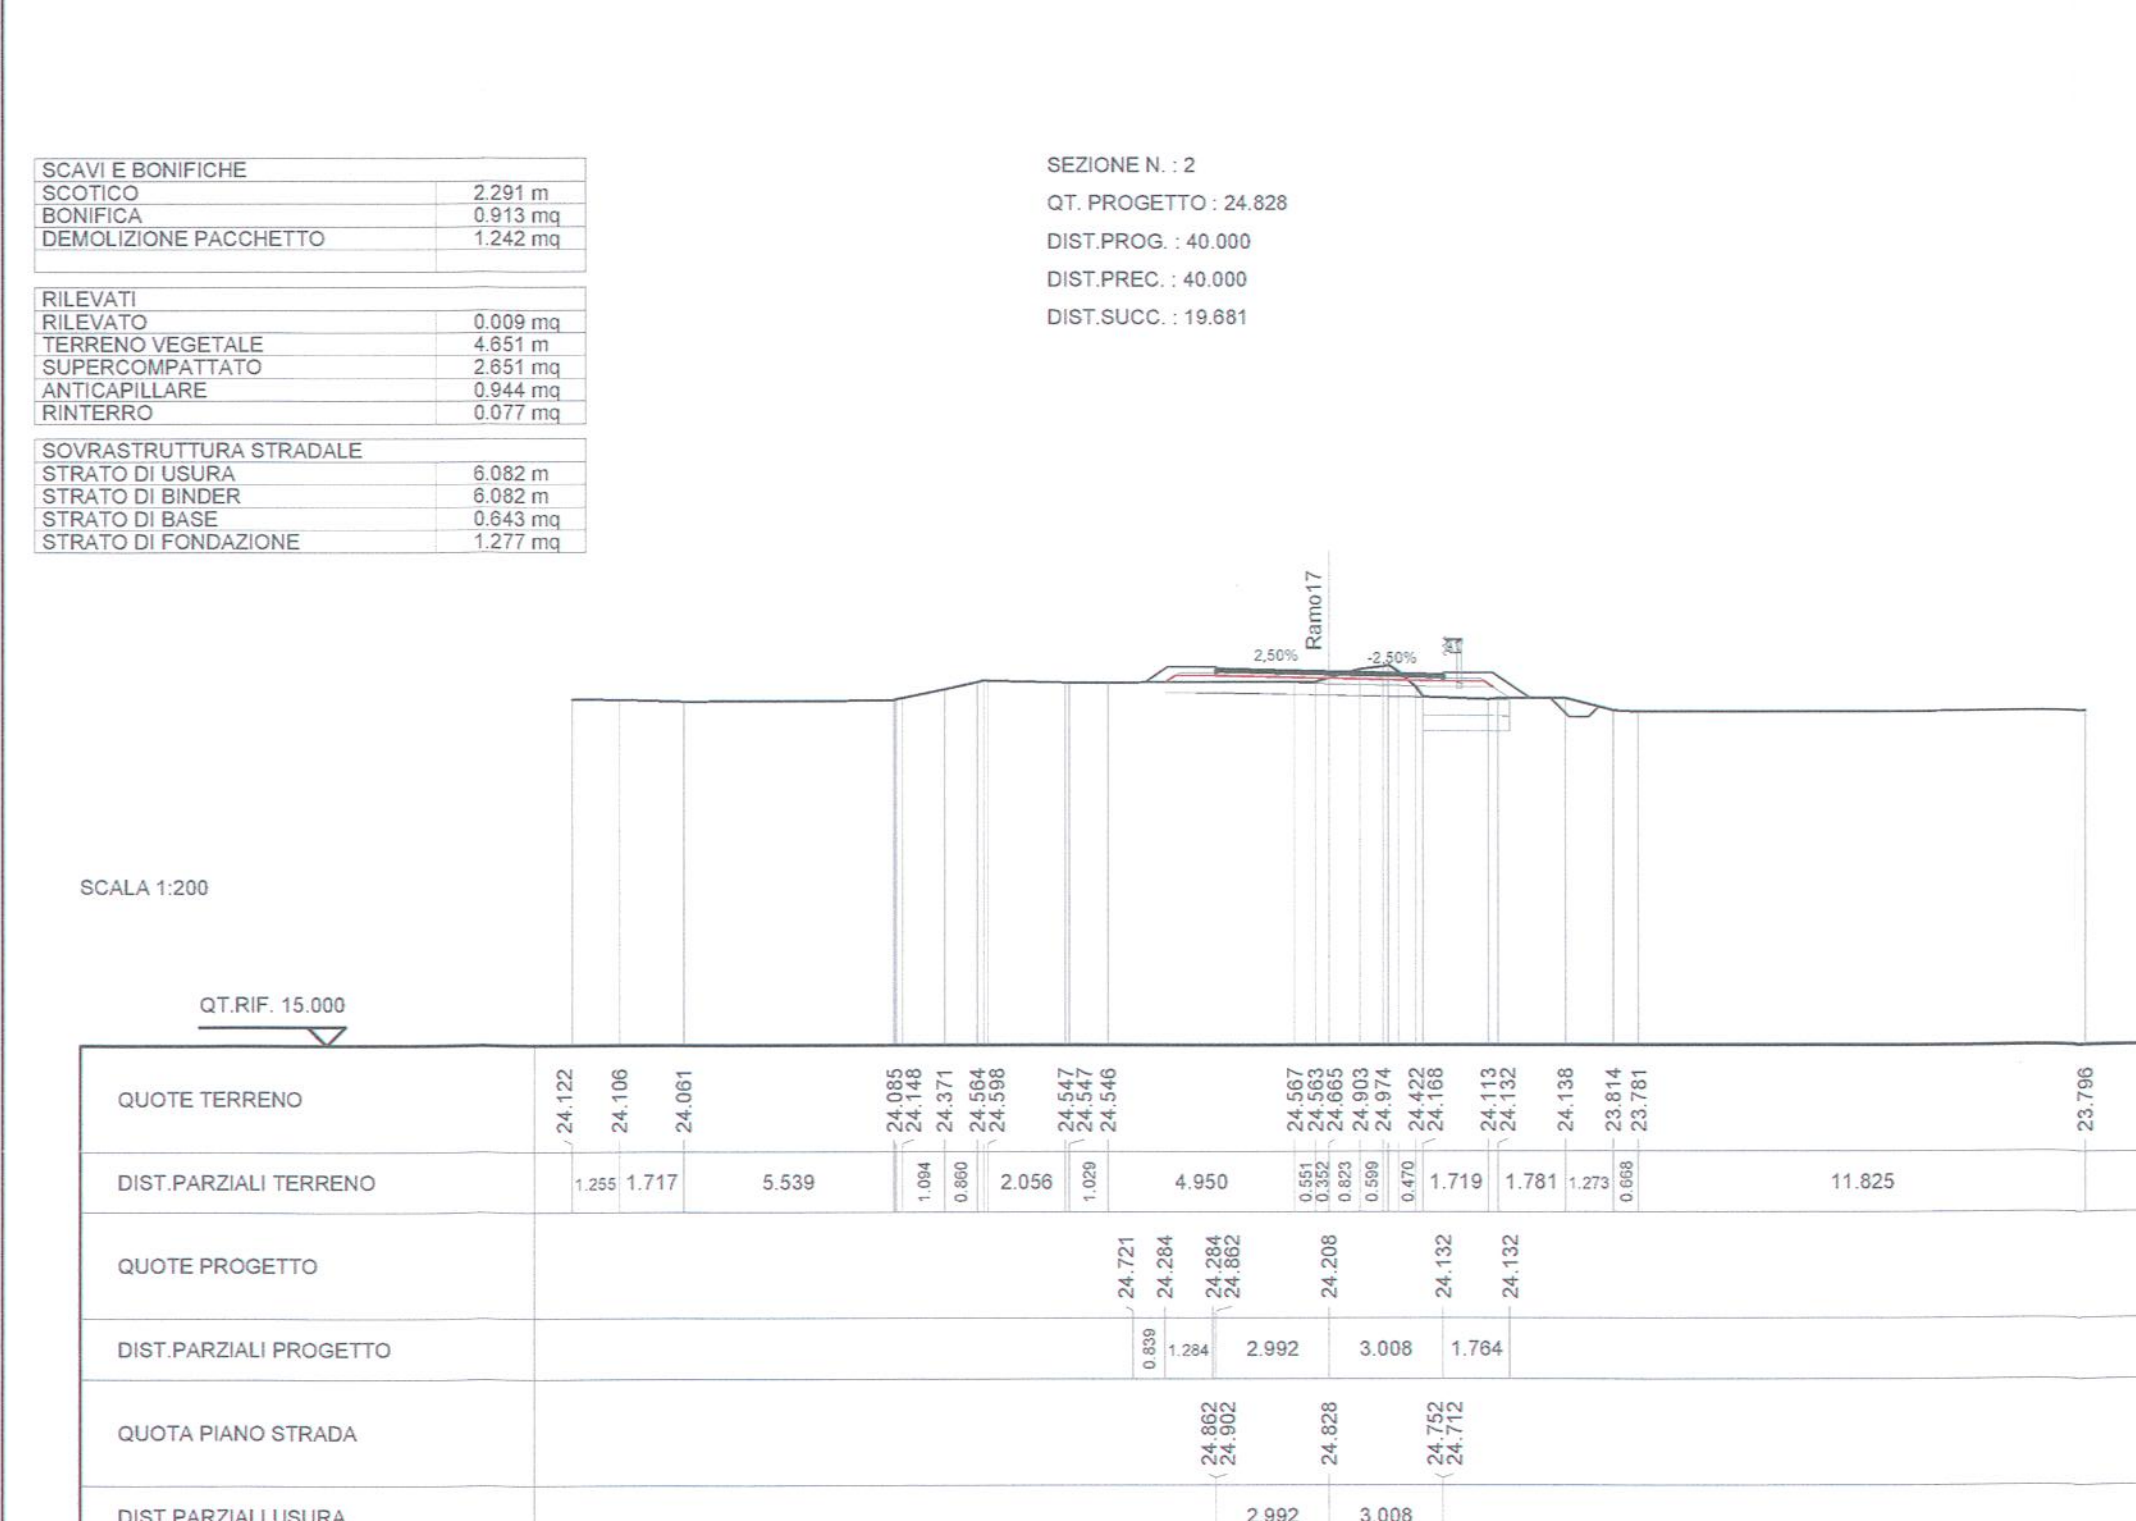 SCAVI E BONIFICHE
SCOTICO 2.291 m
BONIFICA 0.913 mq
DEMOLIZIONE PACCHETTO 1.242 mq
RILEVATI
RILEVATO 0.009 mq
TERRENO VEGETALE 4.651 m
SUPERCOMPATTATO 2.651 mq
ANTICAPILLARE 0.944 mq
RINTERRO 0.077 mq
SOVRASTRUTTURA STRADALE
STRATO DI USURA 6.082 m
STRATO DI BINDER 6.082 m
STRATO DI BASE 0.643 mq
STRATO DI FONDAZIONE 1.277 mq
SEZIONE N. : 2
QT. PROGETTO : 24.828
DIST.PROG. : 40.000
DIST.PREC. : 40.000
DIST.SUCC. : 19.681
Ramo17
2,50% -2,50%
SCALA 1:200
QT.RIF. 15.000
QUOTE TERRENO 24.122 24.106 24.061 24.085 24.148 24.371 24.564 24.598 24.547 24.547 24.546 24.567 24.563 24.665 24.903 24.974 24.422 24.168 24.113 24.132 24.138 23.814 23.781 23.796
DIST.PARZIALI TERRENO 1.255 1.717 5.539 1.094 0.860 2.056 1.029 4.950 0.551 0.352 0.823 0.599 0.470 1.719 1.781 1.273 0.668 11.825
QUOTE PROGETTO 24.721 24.284 24.284 24.862 24.208 24.132 24.132
DIST.PARZIALI PROGETTO 0.839 1.284 2.992 3.008 1.764
QUOTA PIANO STRADA 24.862 24.902 24.828 24.752 24.712
DIST.PARZIALI USURA 2.992 3.008